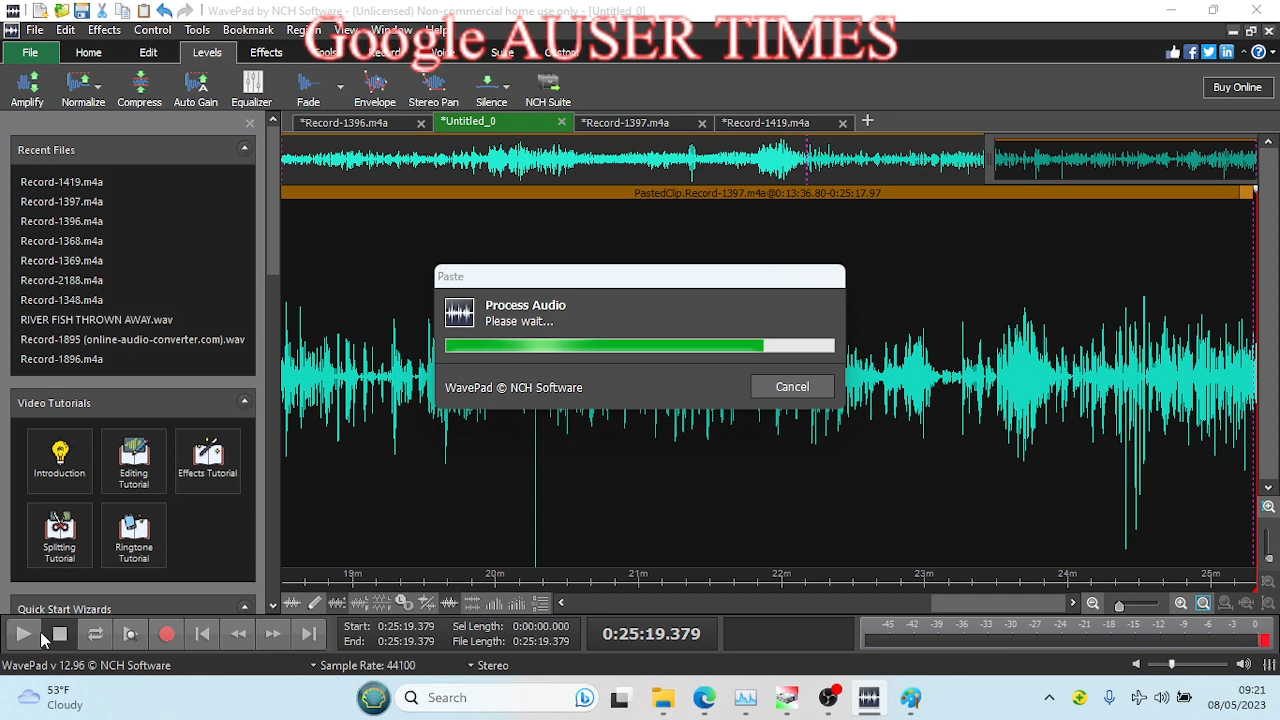 WavePad by NCH Software - (Unlicensed) Non-commercial home use only - [Untitled_0]
Google AUSER TIMES
File Edit Effects Control Tools Bookmark Region View Window Help
File Home Edit Levels Effects Tools Record Voice Suite Custom
Amplify Normalize Compress Auto Gain Equalizer Fade Envelope Stereo Pan Silence NCH Suite Buy Online
*Record-1396.m4a *Untitled_0 *Record-1397.m4a *Record-1419.m4a
Recent Files
Record-1419.m4a
Record-1397.m4a
Record-1396.m4a
Record-1368.m4a
Record-1369.m4a
Record-2188.m4a
Record-1348.m4a
RIVER FISH THROWN AWAY.wav
Record-1895 (online-audio-converter.com).wav
Record-1896.m4a
PastedClip.Record-1397.m4a@0:13:36.80-0:25:17.97
Paste
Process Audio
Please wait...
WavePad © NCH Software
Cancel
Video Tutorials
Introduction
Editing Tutorial
Effects Tutorial
Splitting Tutorial
Ringtone Tutorial
Quick Start Wizards
19m 20m 21m 22m 23m 24m 25m
Start: 0:25:19.379 Sel Length: 0:00:00.000
End: 0:25:19.379 File Length: 0:25:19.379
0:25:19.379
-45 -42 -39 -36 -33 -30 -27 -24 -21 -18 -15 -12 -9 -6 -3 0
WavePad v 12.96 © NCH Software Sample Rate: 44100 Stereo
53°F
Cloudy
Search
09:21
08/05/2023